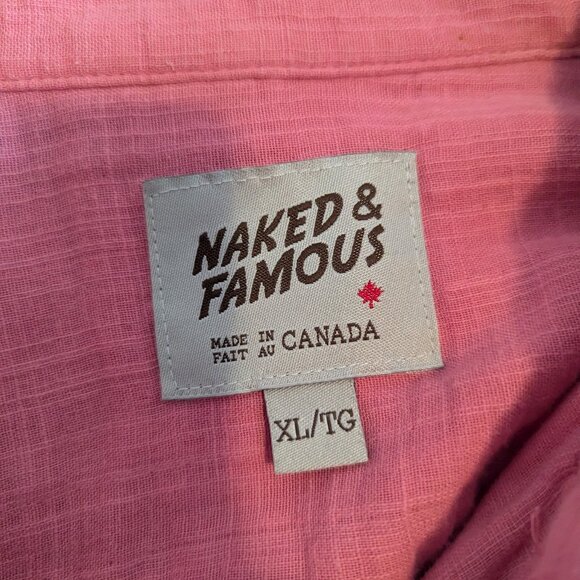 NAKED &
FAMOUS
MADE IN
FAIT AU CANADA
XL/TG